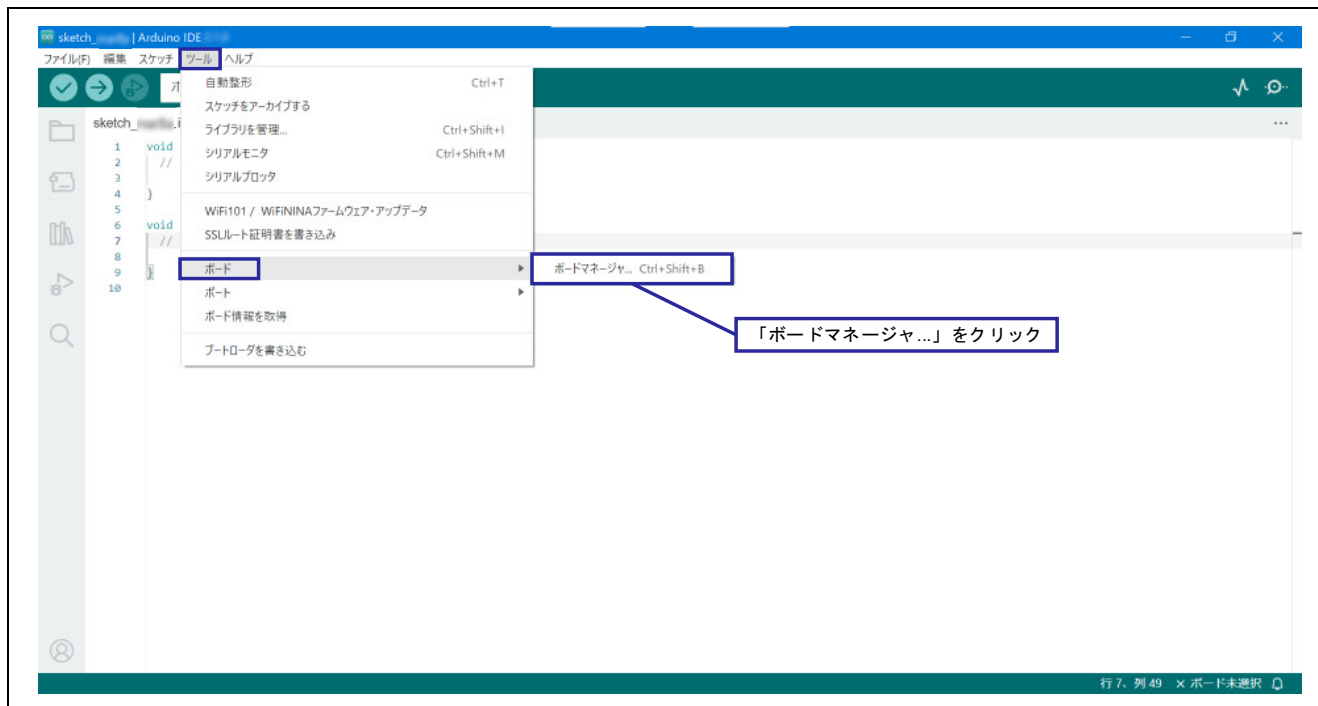 sketch_ | Arduino IDE
ファイル(F) 編集 スケッチ ツール ヘルプ
自動整形 Ctrl+T
スケッチをアーカイブする
sketch_
ライブラリを管理... Ctrl+Shift+I
1 void
シリアルモニタ Ctrl+Shift+M
2 //
3
シリアルプロッタ
4 }
5
WiFi101 / WiFiNINAファームウェア・アップデータ
6 void
SSLルート証明書を書き込み
7 //
8
ボード ボードマネージャ... Ctrl+Shift+B
9 }
10
ポート
ボード情報を取得
「ボードマネージャ...」をクリック
ブートローダを書き込む
行 7、列 49 × ボード未選択